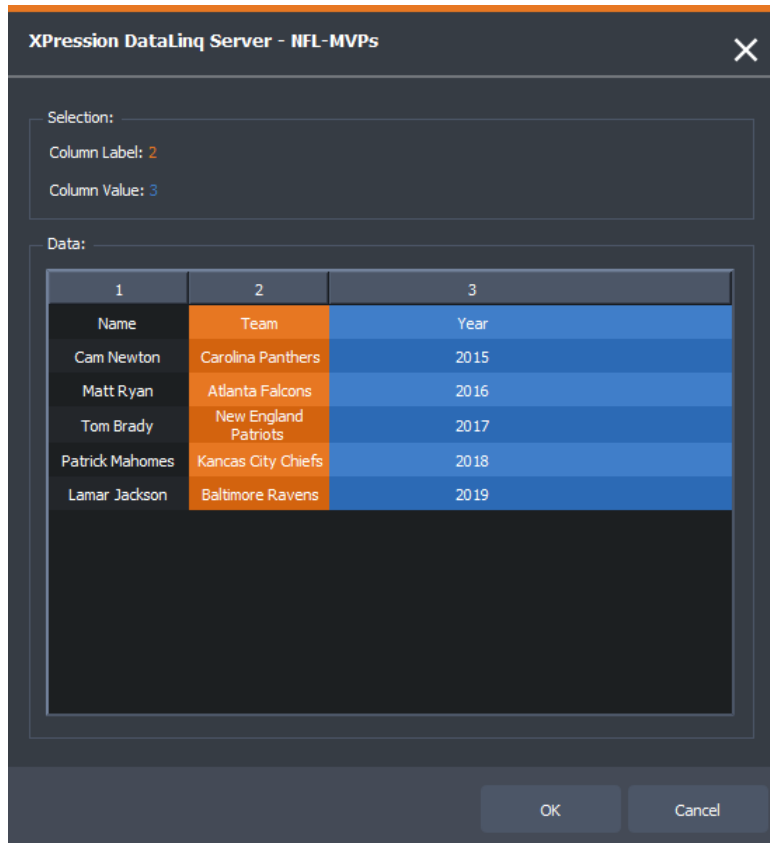 XPression DataLinq Server - NFL-MVPs
Selection:
Column Label: 2
Column Value: 3
Data:
1 2 3
Name Team Year
Cam Newton Carolina Panthers 2015
Matt Ryan Atlanta Falcons 2016
Tom Brady New England Patriots 2017
Patrick Mahomes Kancas City Chiefs 2018
Lamar Jackson Baltimore Ravens 2019
OK Cancel